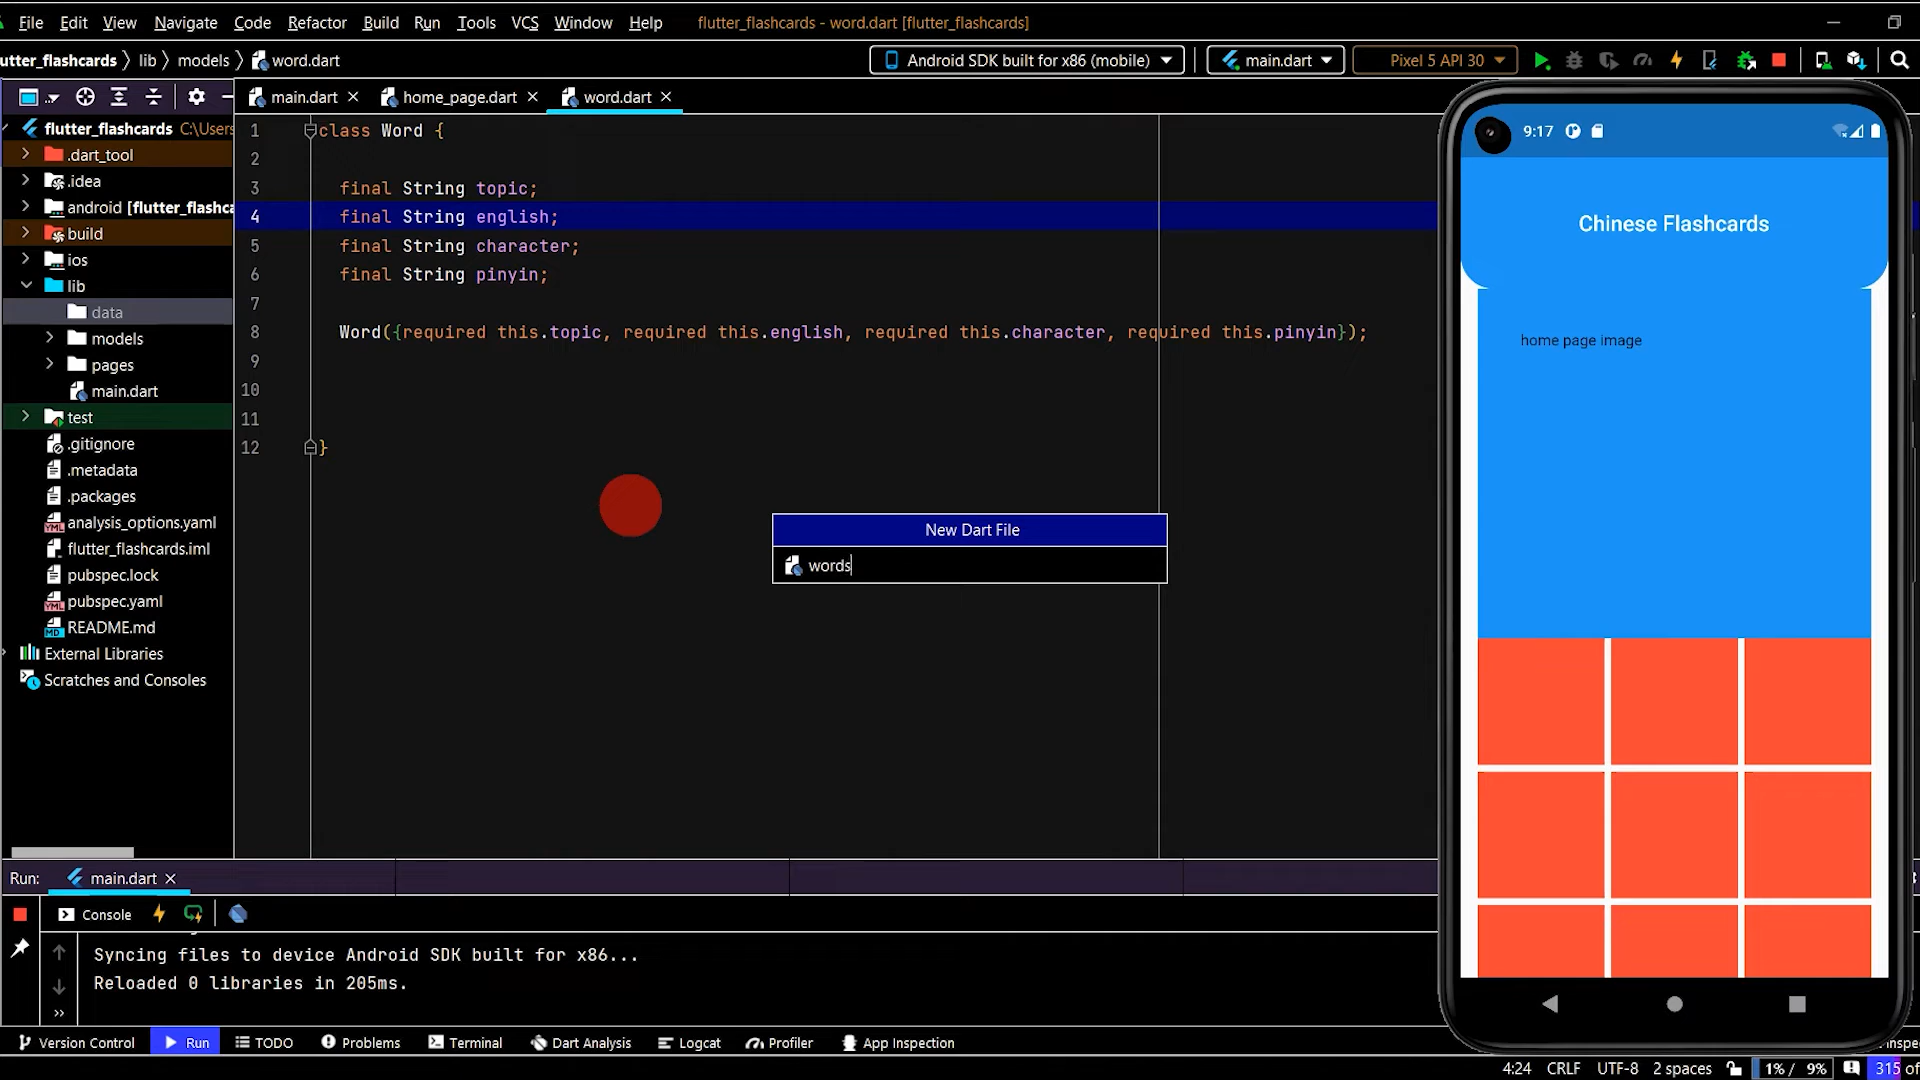 File Edit View Navigate Code Refactor Build Run Tools VCS Window Help flutter_flashcards - word.dart [flutter_flashcards]
utter_flashcards lib models word.dart Android SDK built for x86 (mobile) main.dart Pixel 5 API 30
main.dart home_page.dart word.dart
flutter_flashcards C:\Users
.dart_tool
.idea
android [flutter_flashca
build
ios
lib
data
models
pages
main.dart
test
.gitignore
.metadata
.packages
analysis_options.yaml
flutter_flashcards.iml
pubspec.lock
pubspec.yaml
README.md
External Libraries
Scratches and Consoles
1 class Word {
2
3 final String topic;
4 final String english;
5 final String character;
6 final String pinyin;
7
8 Word({required this.topic, required this.english, required this.character, required this.pinyin});
9
10
11
12 }
New Dart File
words
9:17
Chinese Flashcards
home page image
Run: main.dart
Console
Syncing files to device Android SDK built for x86...
Reloaded 0 libraries in 205ms.
Version Control Run TODO Problems Terminal Dart Analysis Logcat Profiler App Inspection
4:24 CRLF UTF-8 2 spaces 1% / 9% 315 of